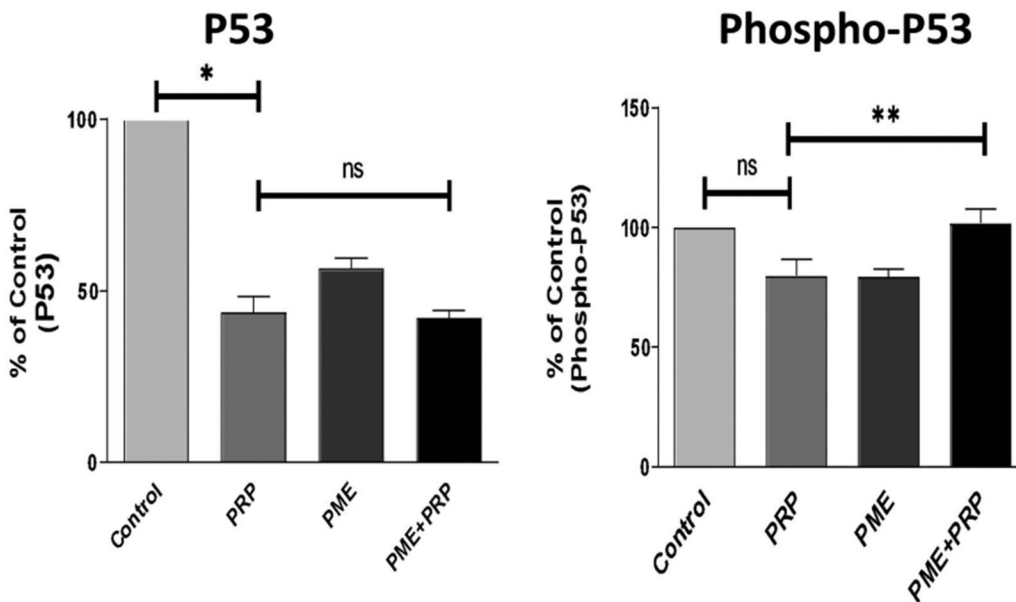 P53
*
ns
100
50
0
% of Control
(P53)
Control
PRP
PME
PME+PRP
Phospho-P53
**
ns
150
100
50
0
% of Control
(Phospho-P53)
Control
PRP
PME
PME+PRP